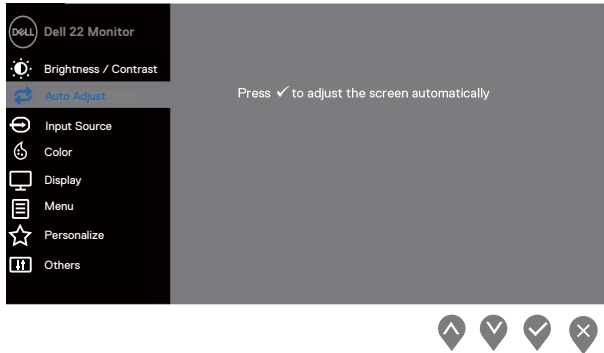 DELL
Dell 22 Monitor
Brightness / Contrast
Auto Adjust
Press ✓ to adjust the screen automatically
Input Source
Color
Display
Menu
Personalize
Others